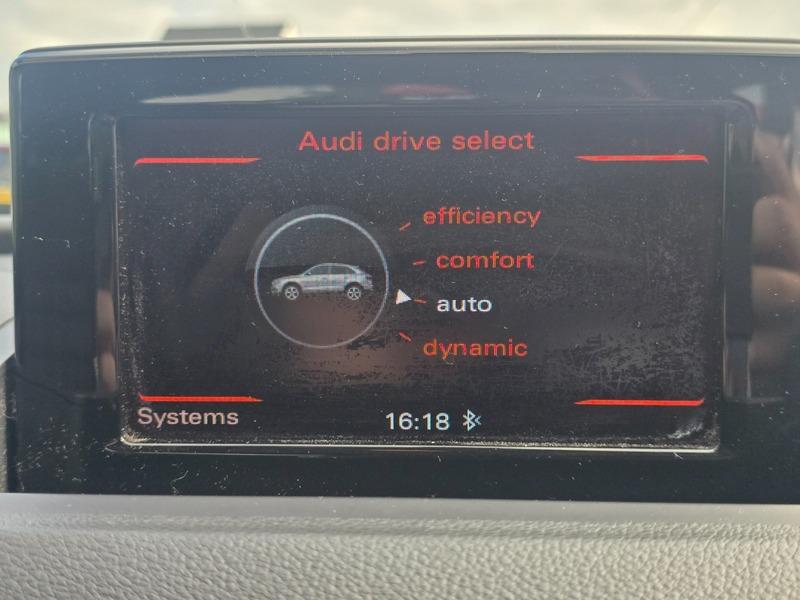 Audi drive select
efficiency
comfort
auto
dynamic
Systems
16:18